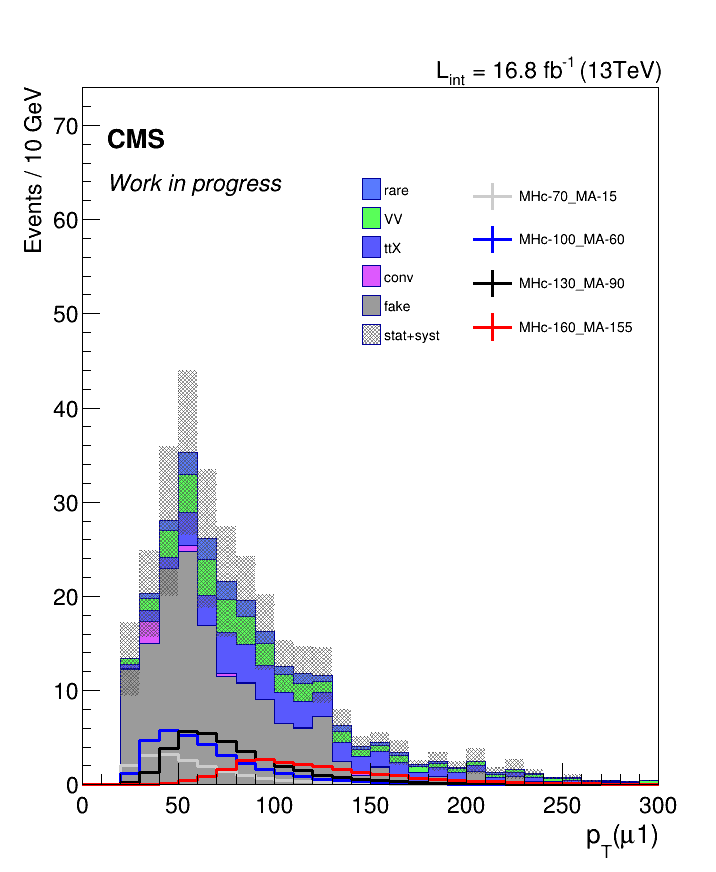 L_int = 16.8 fb^-1 (13TeV)
Events / 10 GeV
CMS
Work in progress
rare
VV
ttX
conv
fake
stat+syst
MHc-70_MA-15
MHc-100_MA-60
MHc-130_MA-90
MHc-160_MA-155
70
60
50
40
30
20
10
0
0 50 100 150 200 250 300
p_T(μ1)